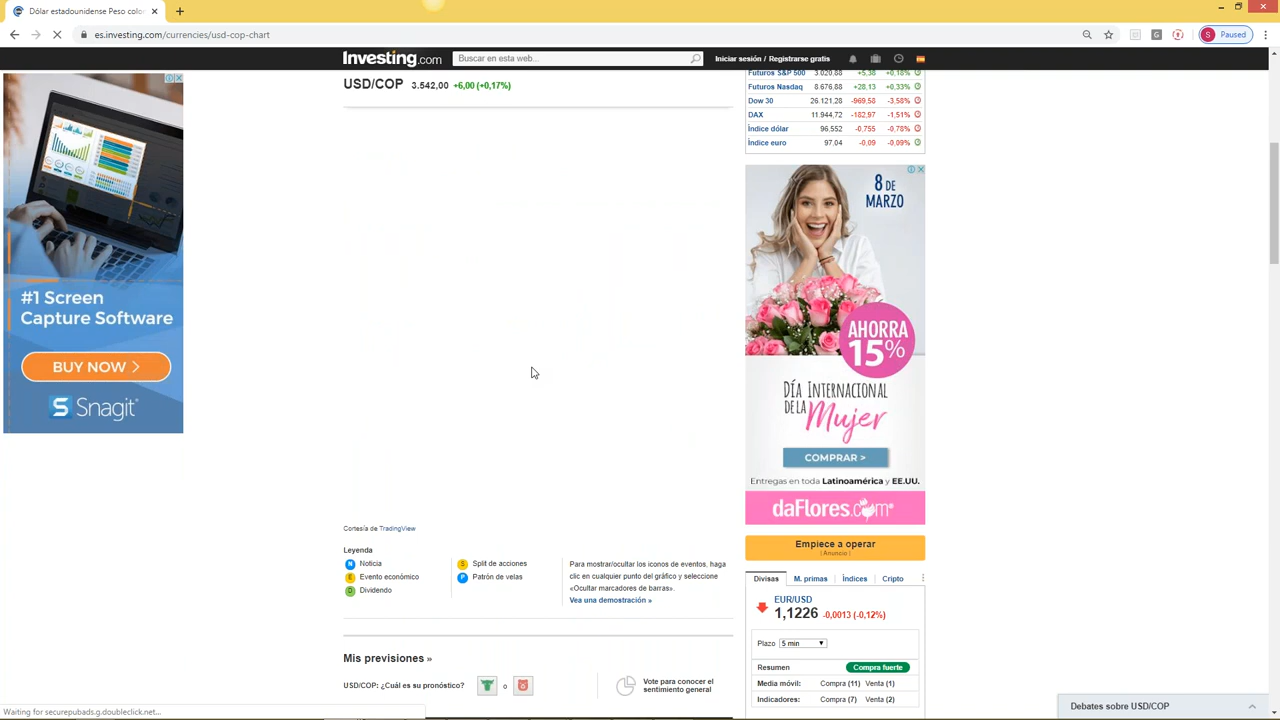 Dólar estadounidense Peso color
es.investing.com/currencies/usd-cop-chart
S Paused
Investing.com
Buscar en esta web...
Iniciar sesión / Registrarse gratis
USD/COP 3.542,00 +6,00 (+0,17%)
Futuros S&P 500 3.020,88 +5,38 +0,18%
Futuros Nasdaq 8.676,88 +28,13 +0,33%
Dow 30 26.121,28 -969,58 -3,58%
DAX 11.944,72 -182,97 -1,51%
Índice dólar 96,552 -0,755 -0,78%
Índice euro 97,04 -0,09 -0,09%
#1 Screen
Capture Software
BUY NOW >
S Snagit
8 DE
MARZO
AHORRA
15%
DÍA INTERNACIONAL
DE LA
Mujer
COMPRAR >
Entregas en toda Latinoamérica y EE.UU.
daFlores.com
Empiece a operar
| Anuncio |
Cortesía de TradingView
Leyenda
N Noticia
E Evento económico
D Dividendo
S Split de acciones
P Patrón de velas
Para mostrar/ocultar los iconos de eventos, haga
clic en cualquier punto del gráfico y seleccione
«Ocultar marcadores de barras».
Vea una demostración »
Mis previsiones »
USD/COP: ¿Cuál es su pronóstico?
o
Vote para conocer el
sentimiento general
Divisas M. primas Índices Cripto
EUR/USD
1,1226 -0,0013 (-0,12%)
Plazo 5 min
Resumen Compra fuerte
Media móvil: Compra (11) Venta (1)
Indicadores: Compra (7) Venta (2)
Debates sobre USD/COP
Waiting for securepubads.g.doubleclick.net...